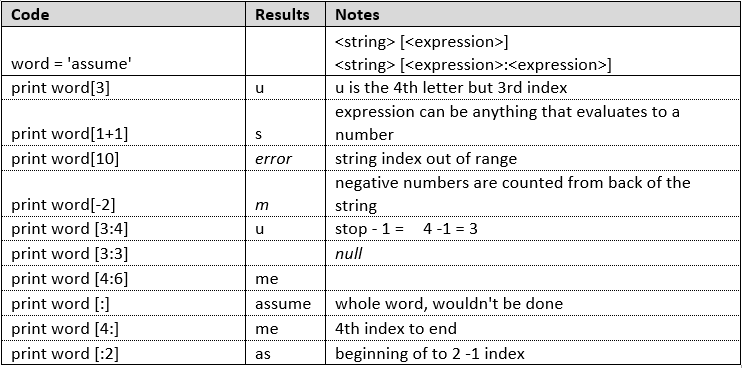 Code Results Notes
<string> [<expression>]
word = 'assume' <string> [<expression>:<expression>]
print word[3] u u is the 4th letter but 3rd index
expression can be anything that evaluates to a
print word[1+1] s number
print word[10] error string index out of range
negative numbers are counted from back of the
print word[-2] m string
print word [3:4] u stop - 1 = 4 -1 = 3
print word [3:3] null
print word [4:6] me
print word [:] assume whole word, wouldn't be done
print word [4:] me 4th index to end
print word [:2] as beginning of to 2 -1 index